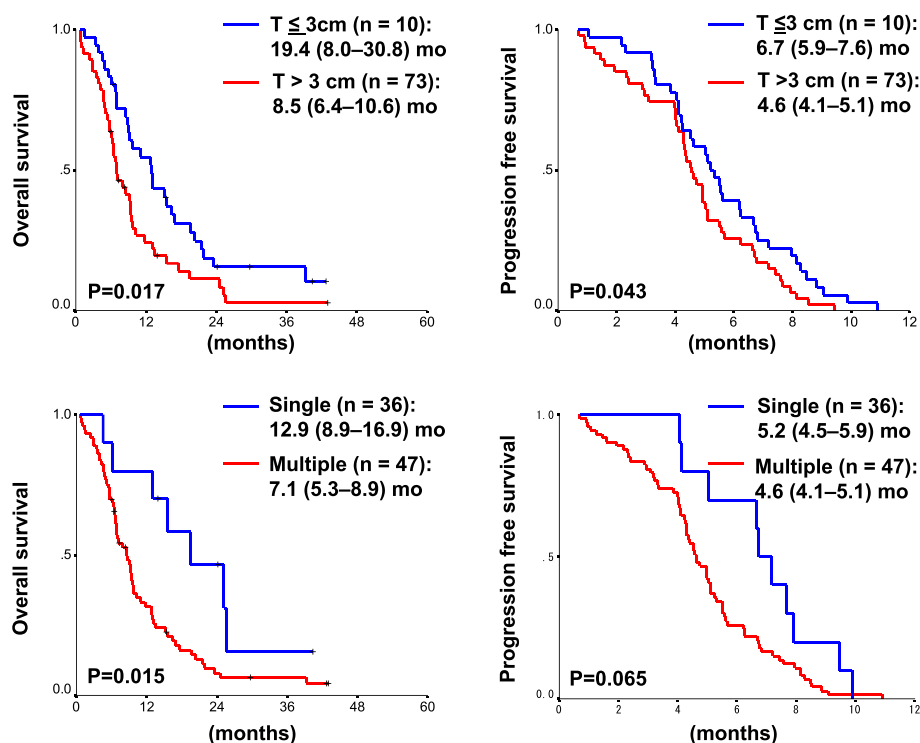 T ≤ 3cm (n = 10):
19.4 (8.0–30.8) mo
T > 3 cm (n = 73):
8.5 (6.4–10.6) mo
1.0
.5
0.0
Overall survival
P=0.017
0 12 24 36 48 60
(months)
T ≤3 cm (n = 10):
6.7 (5.9–7.6) mo
T >3 cm (n = 73):
4.6 (4.1–5.1) mo
1.0
.5
0.0
Progression free survival
P=0.043
0 2 4 6 8 10 12
(months)
Single (n = 36):
12.9 (8.9–16.9) mo
Multiple (n = 47):
7.1 (5.3–8.9) mo
1.0
.5
0.0
Overall survival
P=0.015
0 12 24 36 48 60
(months)
Single (n = 36):
5.2 (4.5–5.9) mo
Multiple (n = 47):
4.6 (4.1–5.1) mo
1.0
.5
0.0
Progression free survival
P=0.065
0 2 4 6 8 10 12
(months)